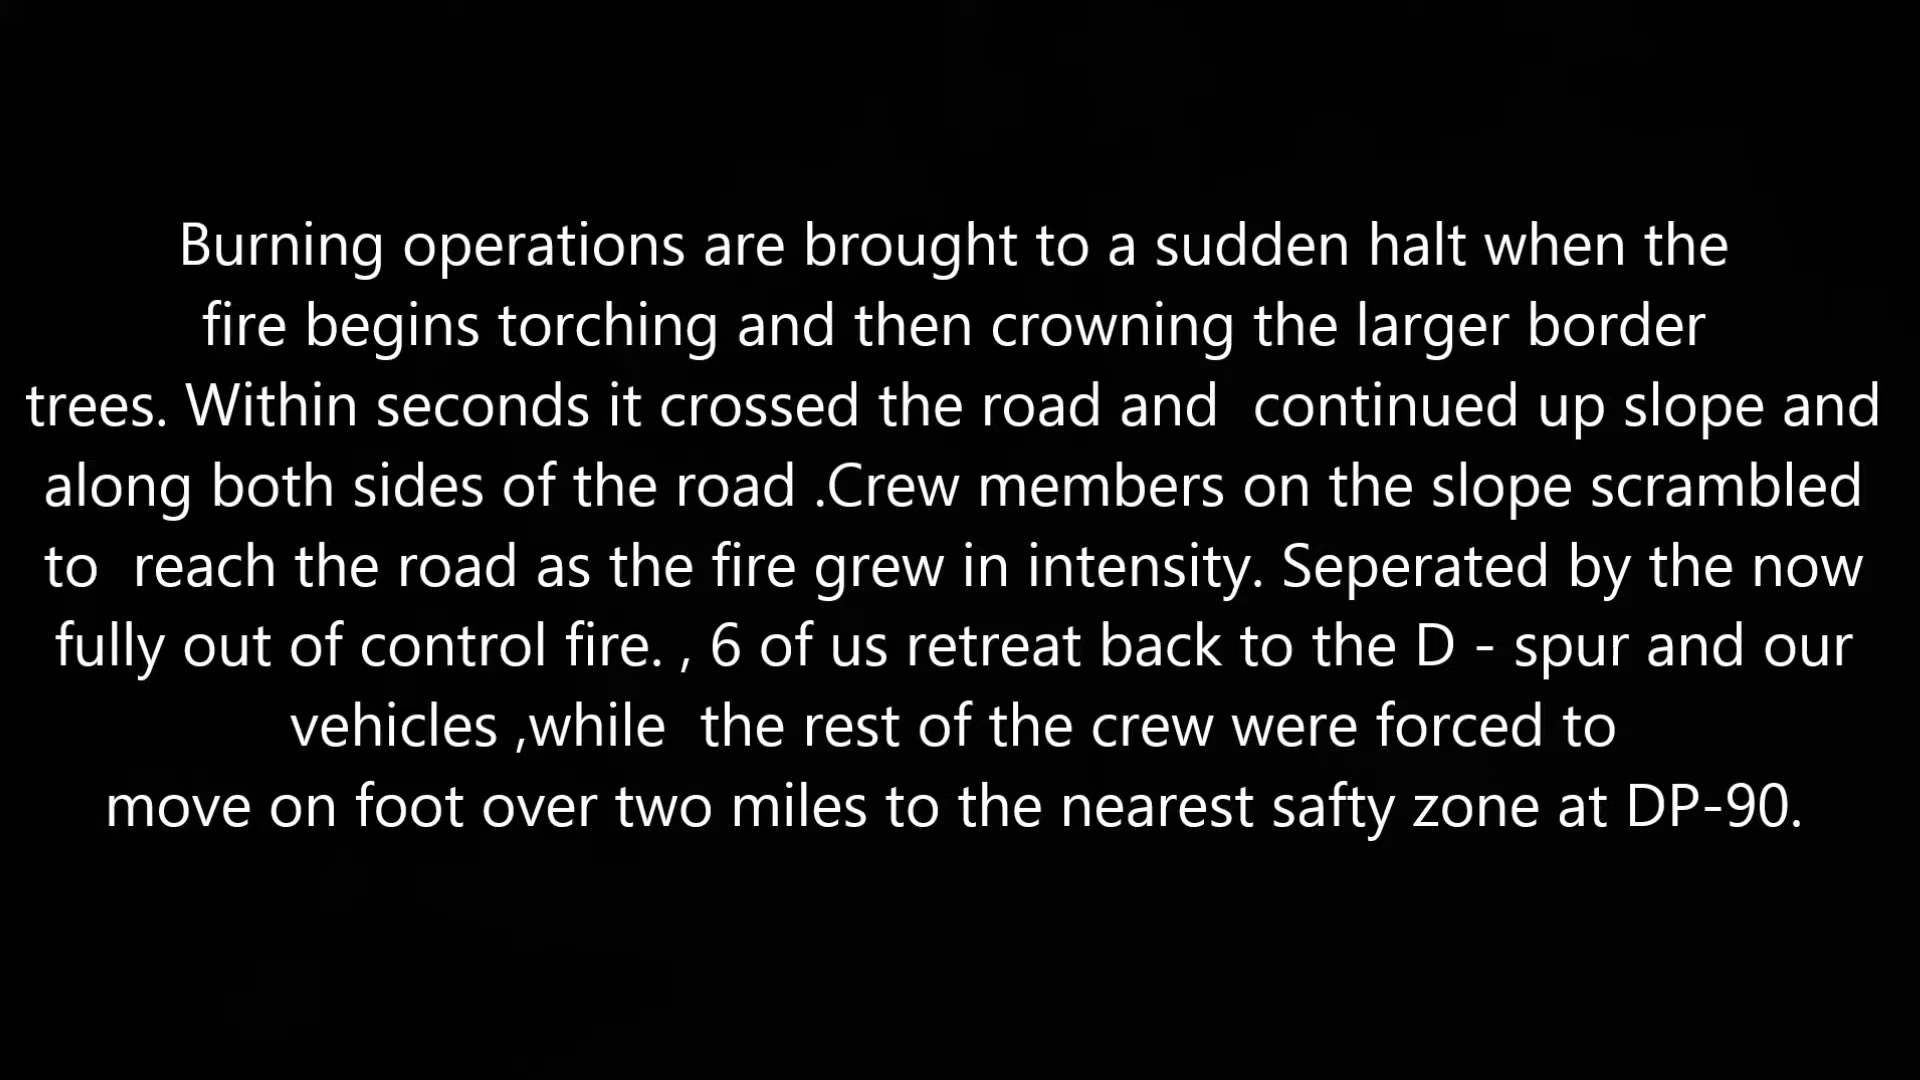 Burning operations are brought to a sudden halt when the
fire begins torching and then crowning the larger border
trees. Within seconds it crossed the road and  continued up slope and
along both sides of the road .Crew members on the slope scrambled
to  reach the road as the fire grew in intensity. Seperated by the now
fully out of control fire. , 6 of us retreat back to the D - spur and our
vehicles ,while  the rest of the crew were forced to
move on foot over two miles to the nearest safty zone at DP-90.